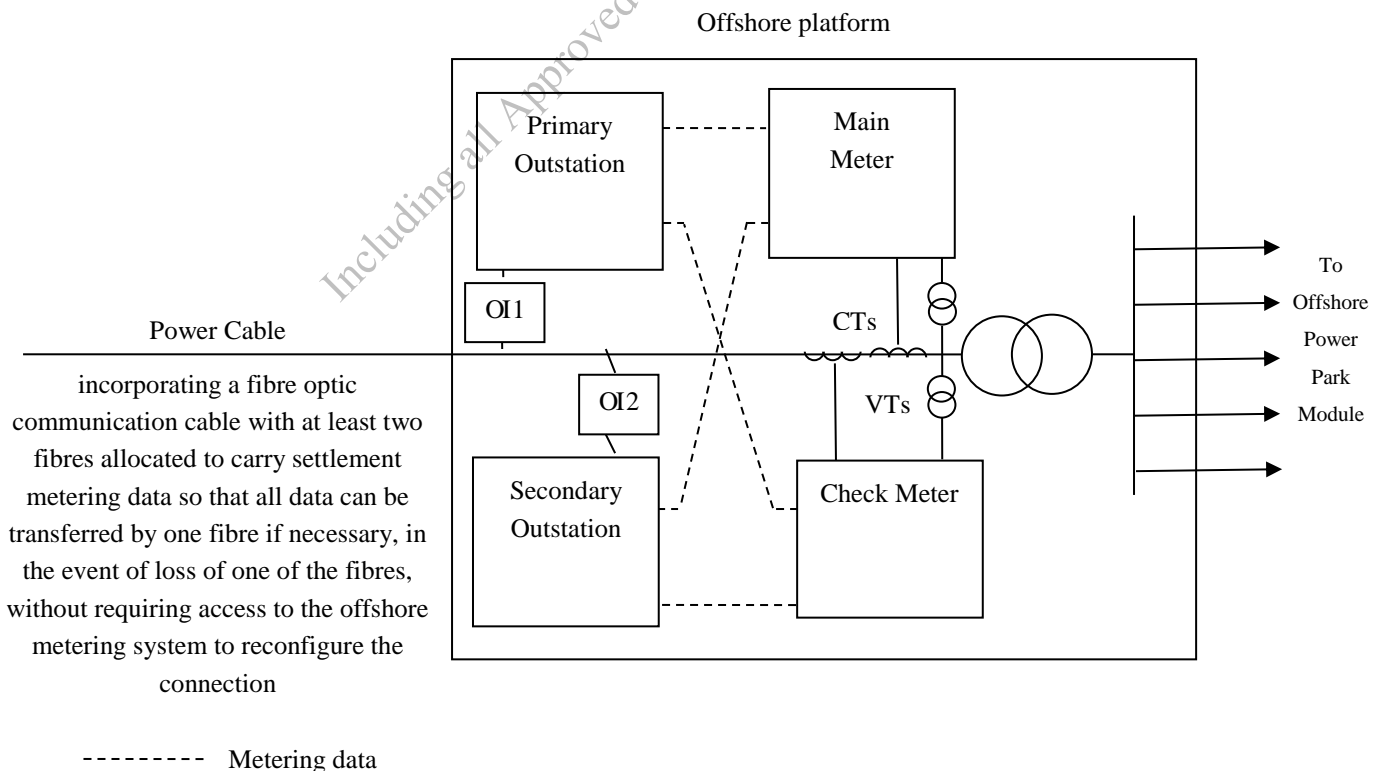 Offshore platform
Including all Approved
Primary
Outstation
Main
Meter
OI1
CTs
To
Offshore
Power
Park
Module
Power Cable
incorporating a fibre optic
communication cable with at least two
fibres allocated to carry settlement
metering data so that all data can be
transferred by one fibre if necessary, in
the event of loss of one of the fibres,
without requiring access to the offshore
metering system to reconfigure the
connection
OI2
VTs
Secondary
Outstation
Check Meter
Metering data